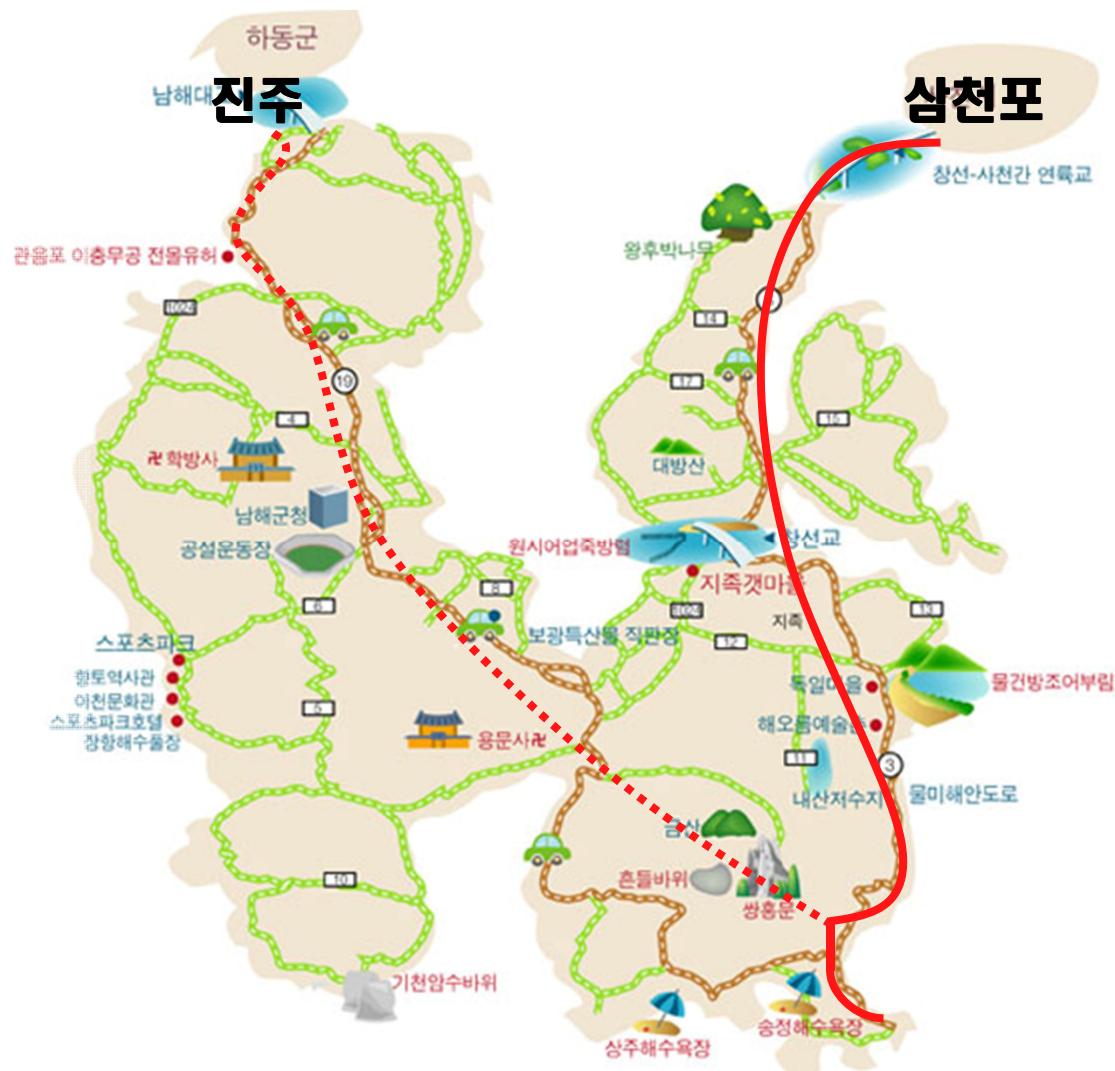 하동군
남해대
진주
삼천포
창선-사천간 연륙교
왕후박나무
관음포 이충무공 전몰유허
1024
14
19
17
4
15
卍 학방사
대방산
남해군청
원시어업죽방렴
창선교
공설운동장
지족갯마을
8
6
1024
13
지족
스포츠파크
보광특산물 직판장
12
향토역사관
독일마을
물건방조어부림
이천문화관
5
스포츠파크호텔
해오름예술촌
장항해수풀장
용문사卍
11
3
내산저수지
물미해안도로
금산
10
흔들바위
쌍홍문
기천암수바위
송정해수욕장
상주해수욕장